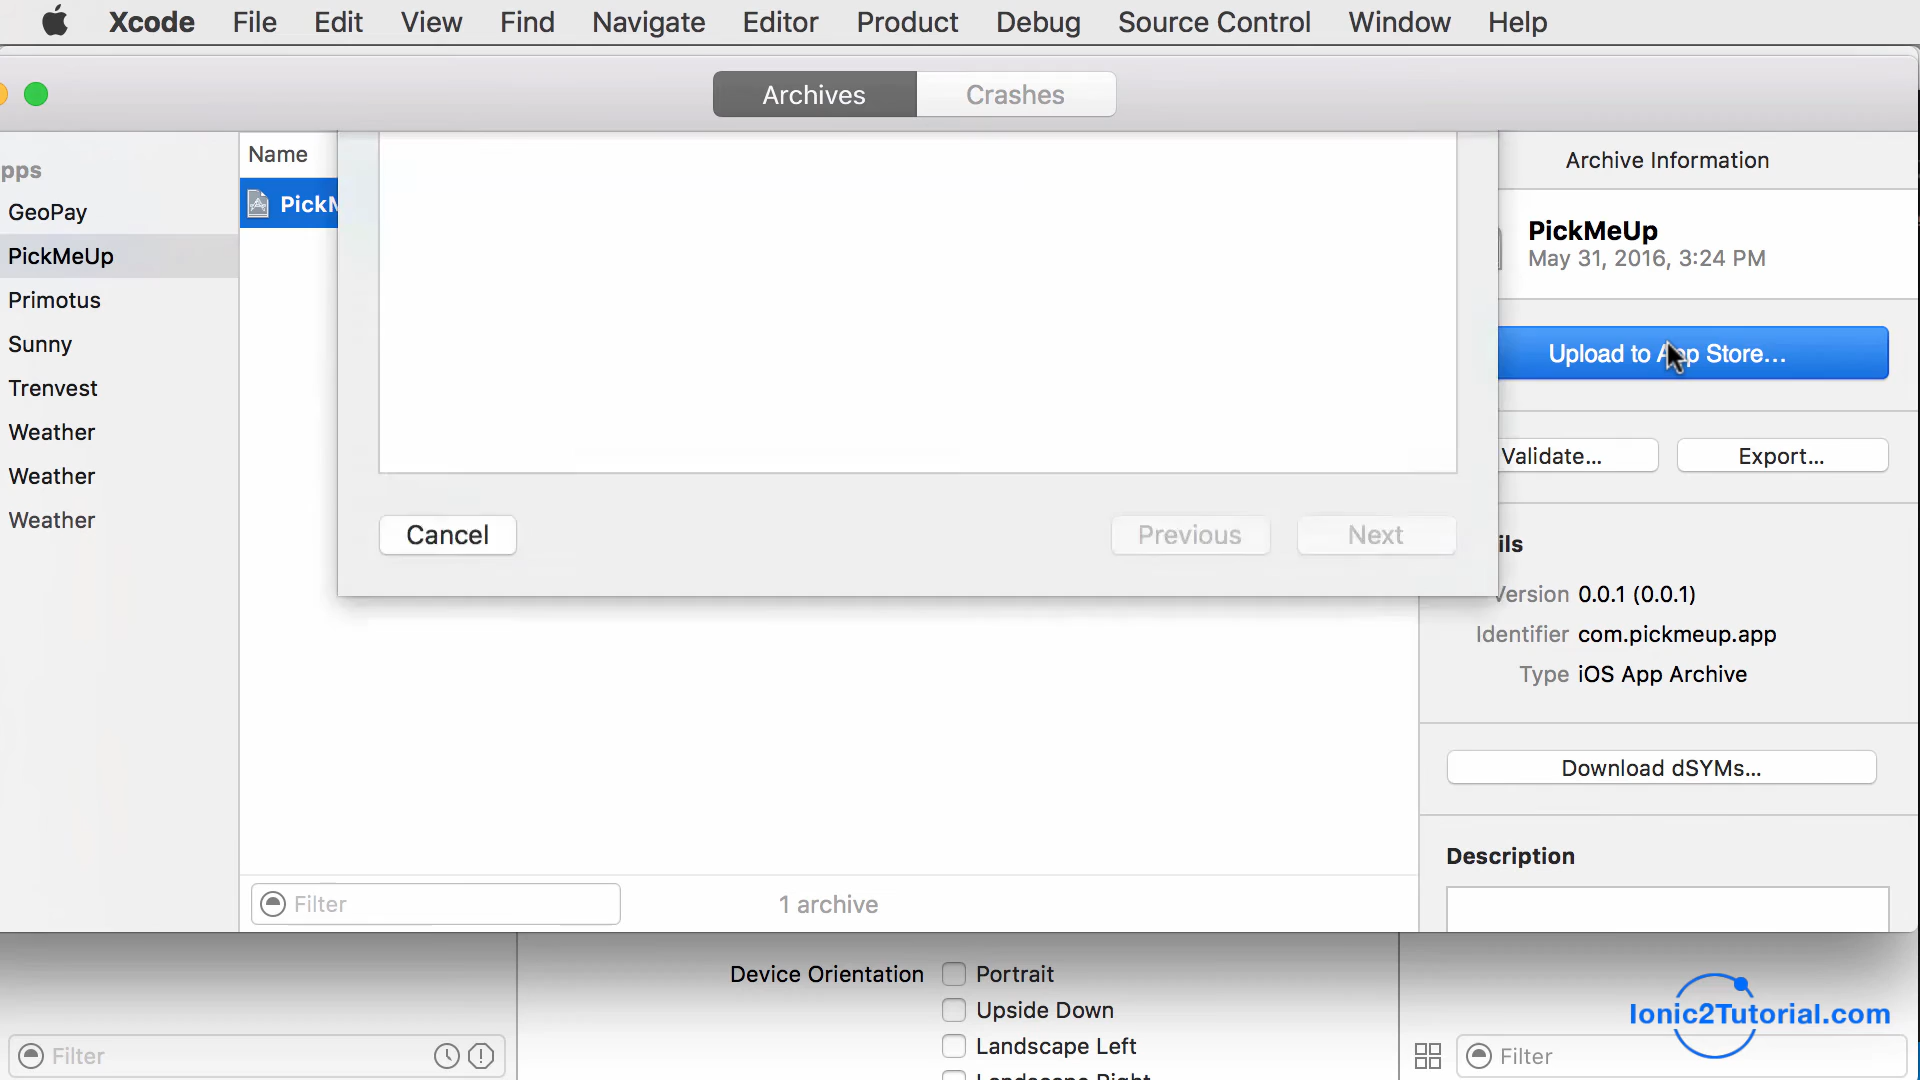 Xcode File Edit View Find Navigate Editor Product Debug Source Control Window Help
Archives Crashes
pps
GeoPay
PickMeUp
Primotus
Sunny
Trenvest
Weather
Weather
Weather
Name
PickM
Cancel Previous Next
Filter 1 archive
Archive Information
PickMeUp
May 31, 2016, 3:24 PM
Upload to App Store...
Validate... Export...
ils
Version 0.0.1 (0.0.1)
Identifier com.pickmeup.app
Type iOS App Archive
Download dSYMs...
Description
Device Orientation Portrait
Upside Down
Landscape Left
Landscape Right
Filter
Ionic2Tutorial.com
Filter